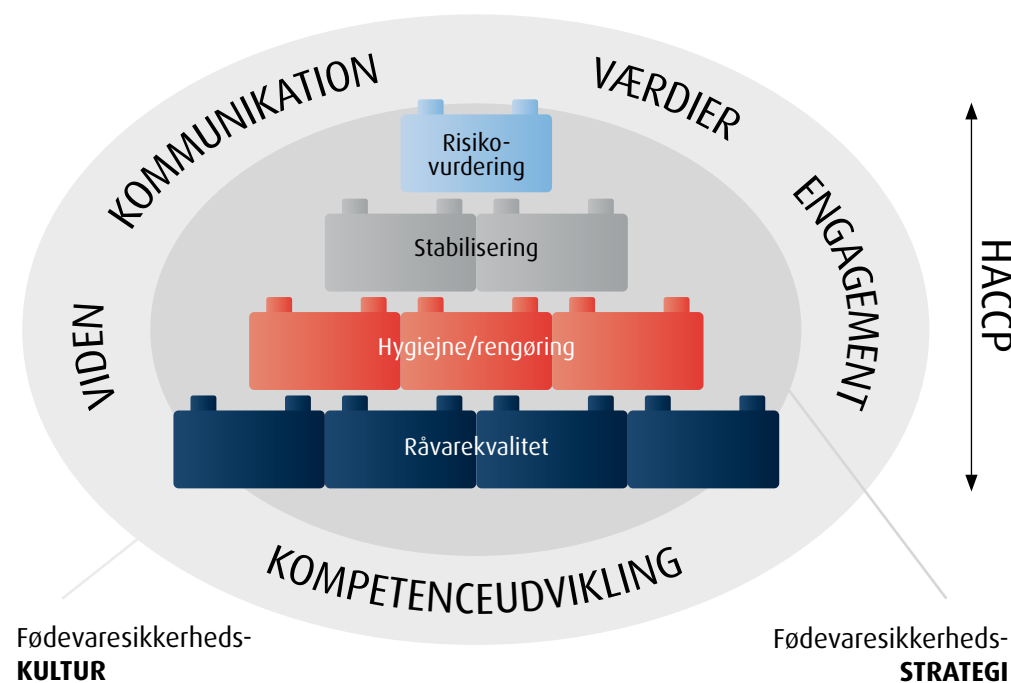 KOMMUNIKATION
VÆRDIER
Risiko-
vurdering
ENGAGEMENT
Stabilisering
HACCP
VIDEN
Hygiejne/rengøring
Råvarekvalitet
KOMPETENCEUDVIKLING
Fødevaresikkerheds-
KULTUR
Fødevaresikkerheds-
STRATEGI